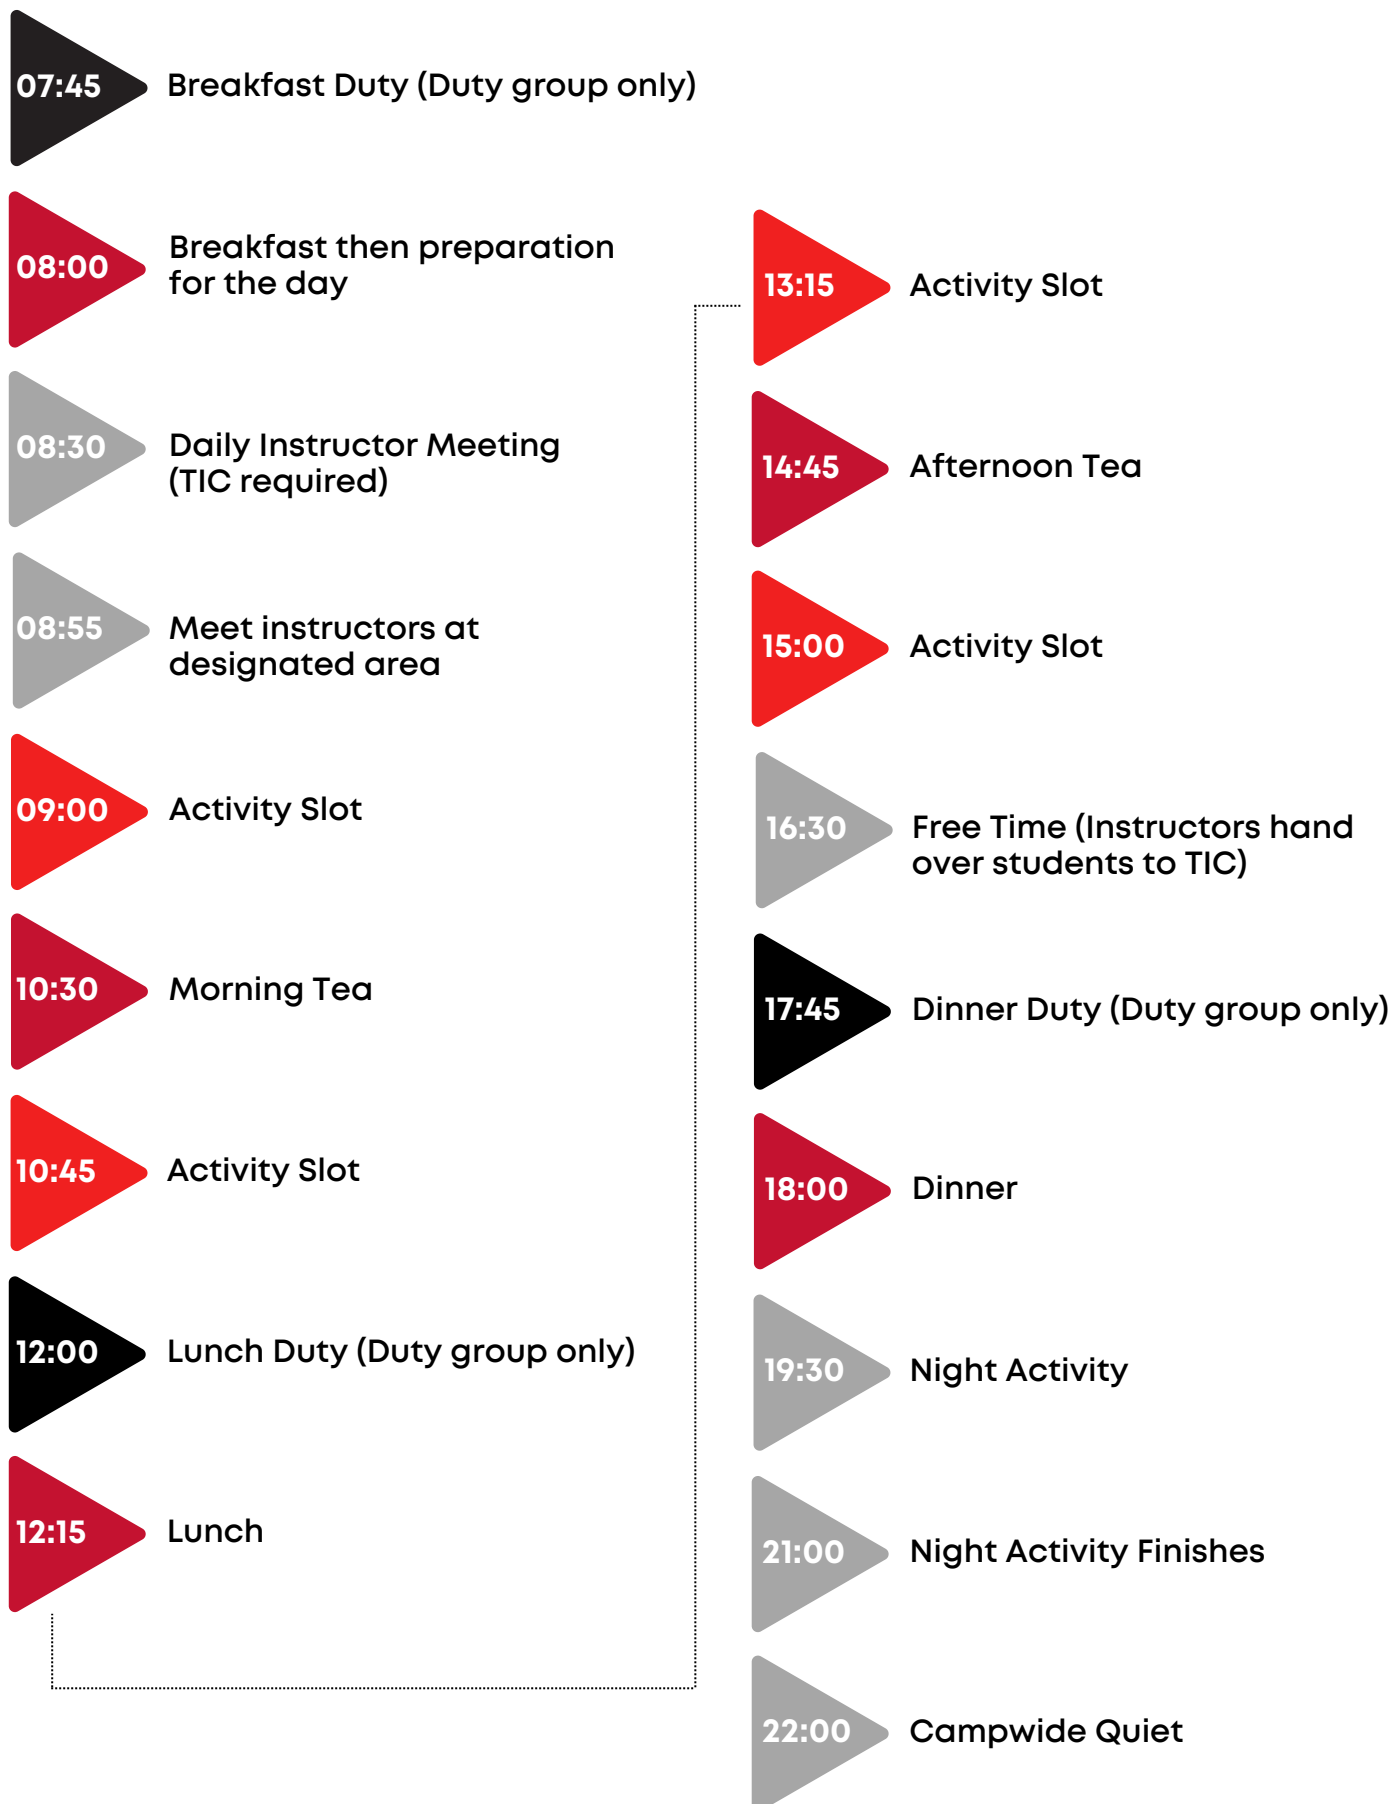 07:45
Breakfast Duty (Duty group only)
08:00
Breakfast then preparation
for the day
08:30
Daily Instructor Meeting
(TIC required)
08:55
Meet instructors at
designated area
09:00
Activity Slot
10:30
Morning Tea
10:45
Activity Slot
12:00
Lunch Duty (Duty group only)
12:15
Lunch
13:15
Activity Slot
14:45
Afternoon Tea
15:00
Activity Slot
16:30
Free Time (Instructors hand
over students to TIC)
17:45
Dinner Duty (Duty group only)
18:00
Dinner
19:30
Night Activity
21:00
Night Activity Finishes
22:00
Campwide Quiet